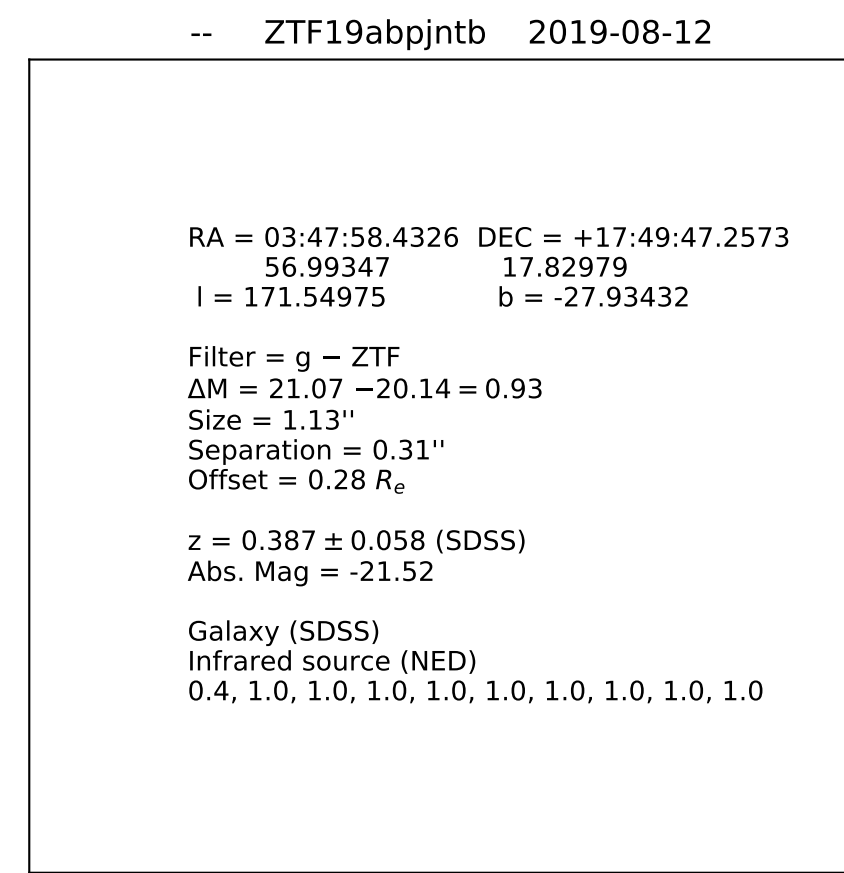 -- ZTF19abpjntb 2019-08-12
RA = 03:47:58.4326 DEC = +17:49:47.2573
56.99347 17.82979
l = 171.54975 b = -27.93432
Filter = g − ZTF
ΔM = 21.07 −20.14 = 0.93
Size = 1.13''
Separation = 0.31''
Offset = 0.28 Rₑ
z = 0.387 ± 0.058 (SDSS)
Abs. Mag = -21.52
Galaxy (SDSS)
Infrared source (NED)
0.4, 1.0, 1.0, 1.0, 1.0, 1.0, 1.0, 1.0, 1.0, 1.0